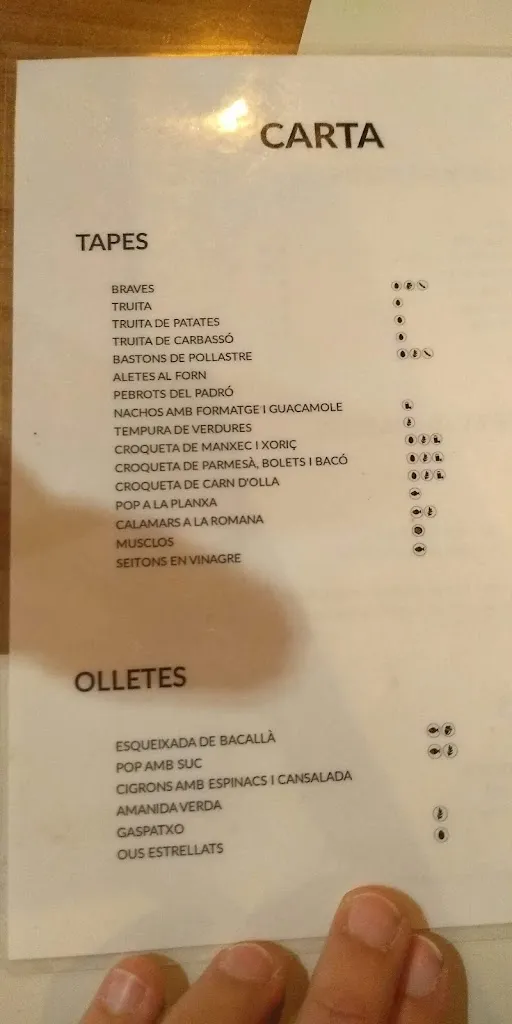 CARTA
TAPES
BRAVES
TRUITA
TRUITA DE PATATES
TRUITA DE CARBASSÓ
BASTONS DE POLLASTRE
ALETES AL FORN
PEBROTS DEL PADRÓ
NACHOS AMB FORMATGE I GUACAMOLE
TEMPURA DE VERDURES
CROQUETA DE MANXEC I XORIÇ
CROQUETA DE PARMESÀ, BOLETS I BACÓ
CROQUETA DE CARN D'OLLA
POP A LA PLANXA
CALAMARS A LA ROMANA
MUSCLOS
SEITONS EN VINAGRE
OLLETES
ESQUEIXADA DE BACALLÀ
POP AMB SUC
CIGRONS AMB ESPINACS I CANSALADA
AMANIDA VERDA
GASPATXO
OUS ESTRELLATS